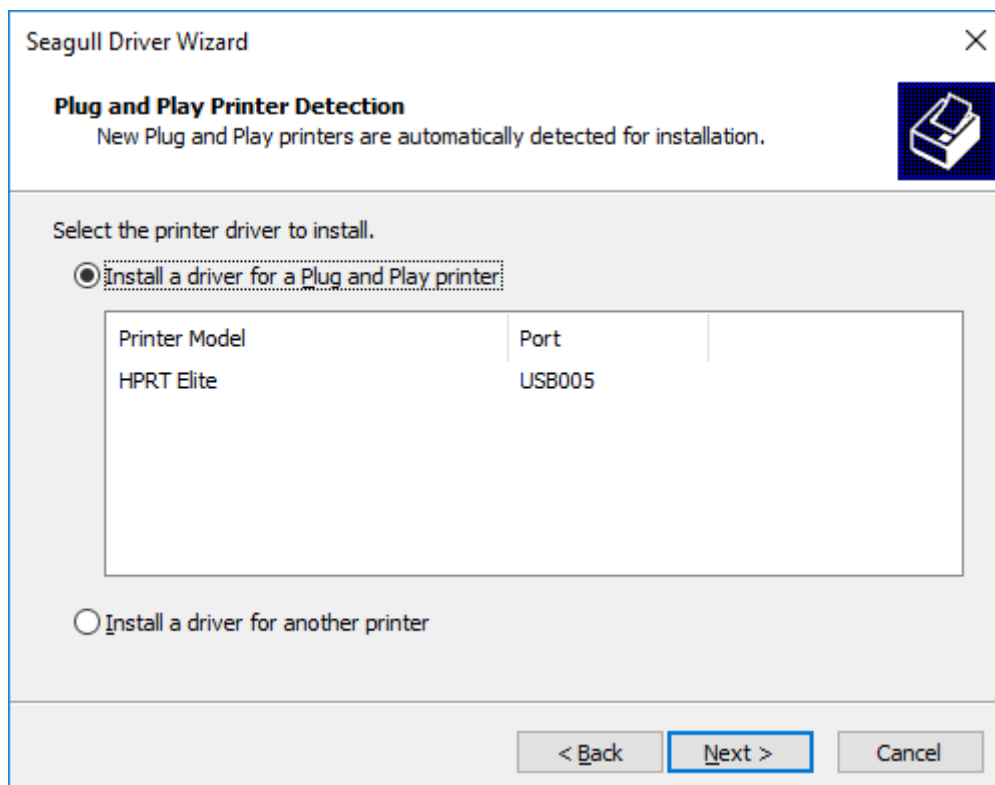 Seagull Driver Wizard
Plug and Play Printer Detection
New Plug and Play printers are automatically detected for installation.
Select the printer driver to install.
Install a driver for a Plug and Play printer
Printer Model Port
HPRT Elite USB005
Install a driver for another printer
< Back Next > Cancel